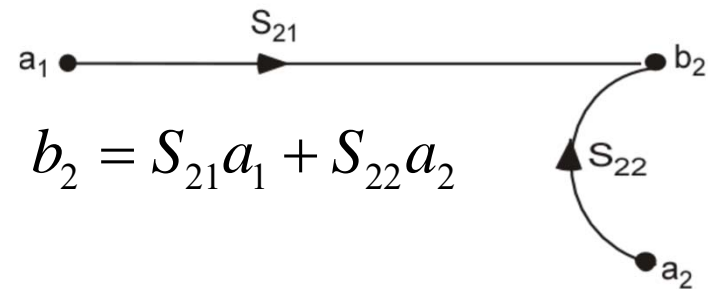 S₂₁
a₁
b₂
b₂ = S₂₁a₁ + S₂₂a₂
S₂₂
a₂